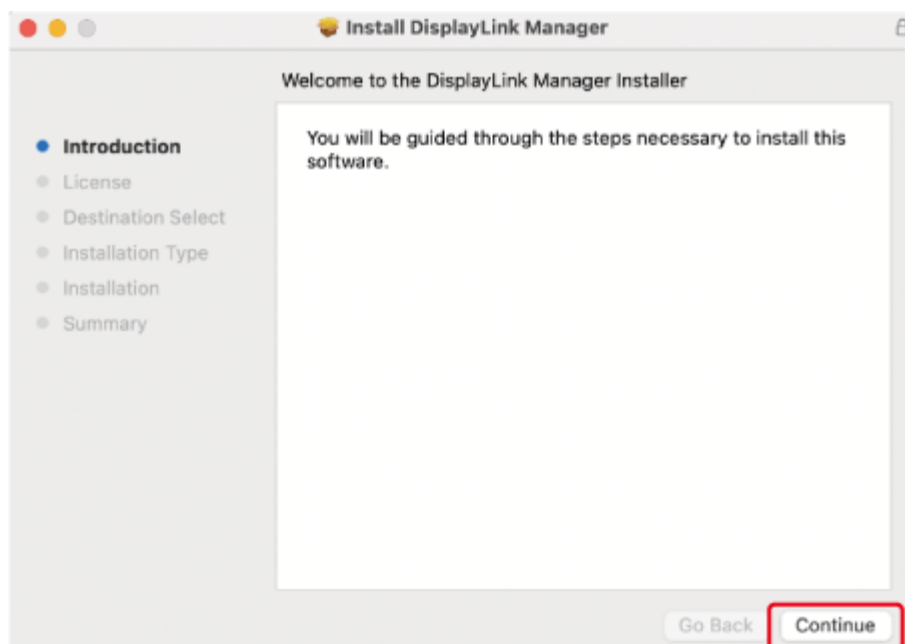 Install DisplayLink Manager
Welcome to the DisplayLink Manager Installer
Introduction
License
Destination Select
Installation Type
Installation
Summary
You will be guided through the steps necessary to install this
software.
Go Back
Continue